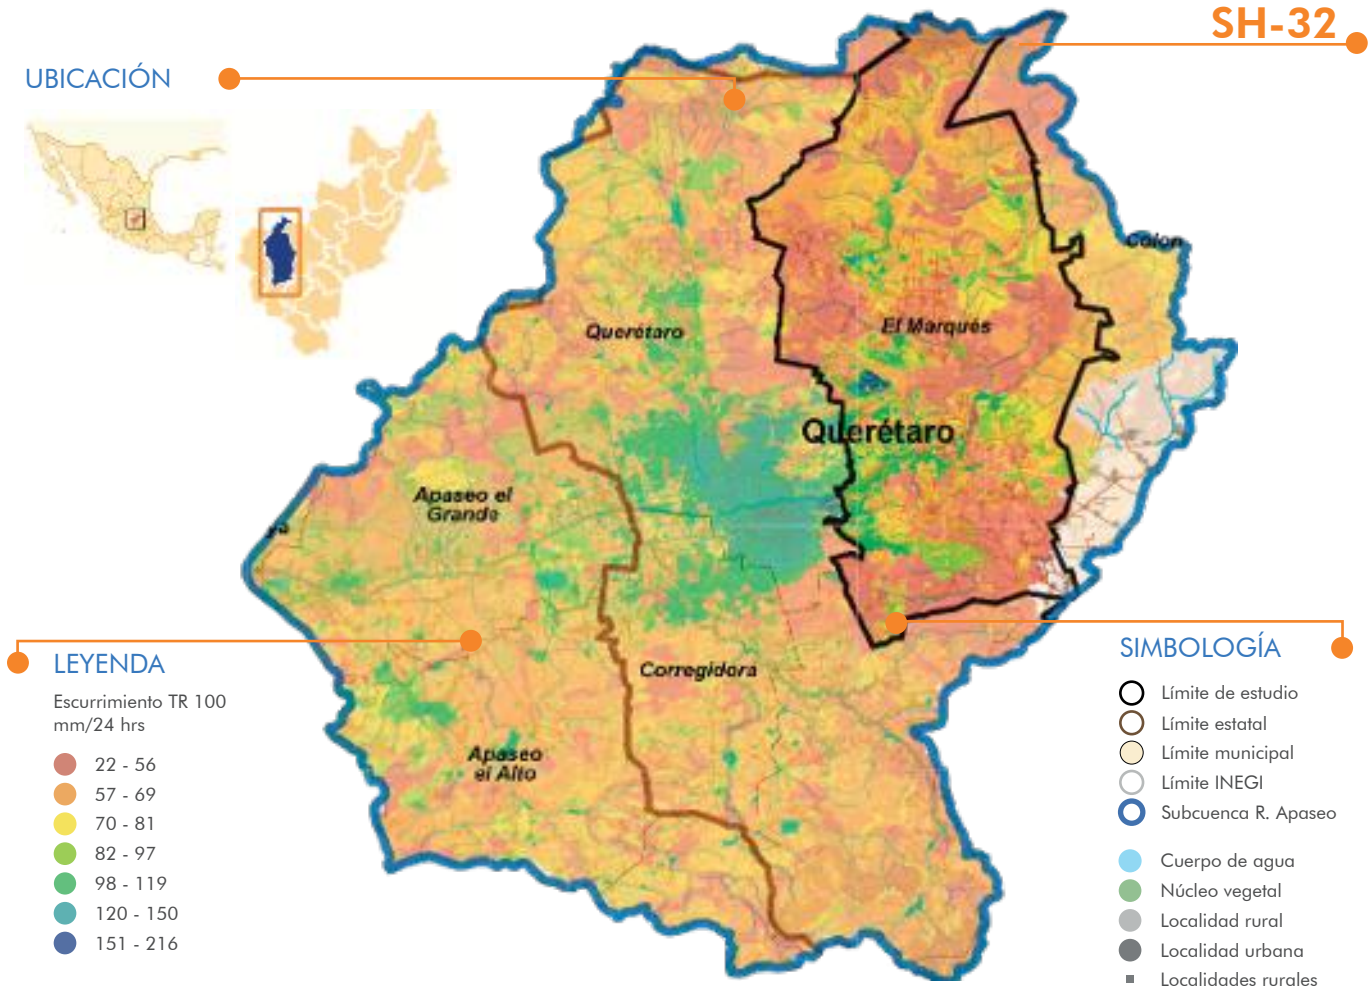 SH-32
UBICACIÓN
Colon
Querétaro
El Marqués
Querétaro
Apaseo el
Grande
Corregidora
Apaseo
el Alto
LEYENDA
Escurrimiento TR 100
mm/24 hrs
22 - 56
57 - 69
70 - 81
82 - 97
98 - 119
120 - 150
151 - 216
SIMBOLOGÍA
Límite de estudio
Límite estatal
Límite municipal
Límite INEGI
Subcuenca R. Apaseo
Cuerpo de agua
Núcleo vegetal
Localidad rural
Localidad urbana
Localidades rurales